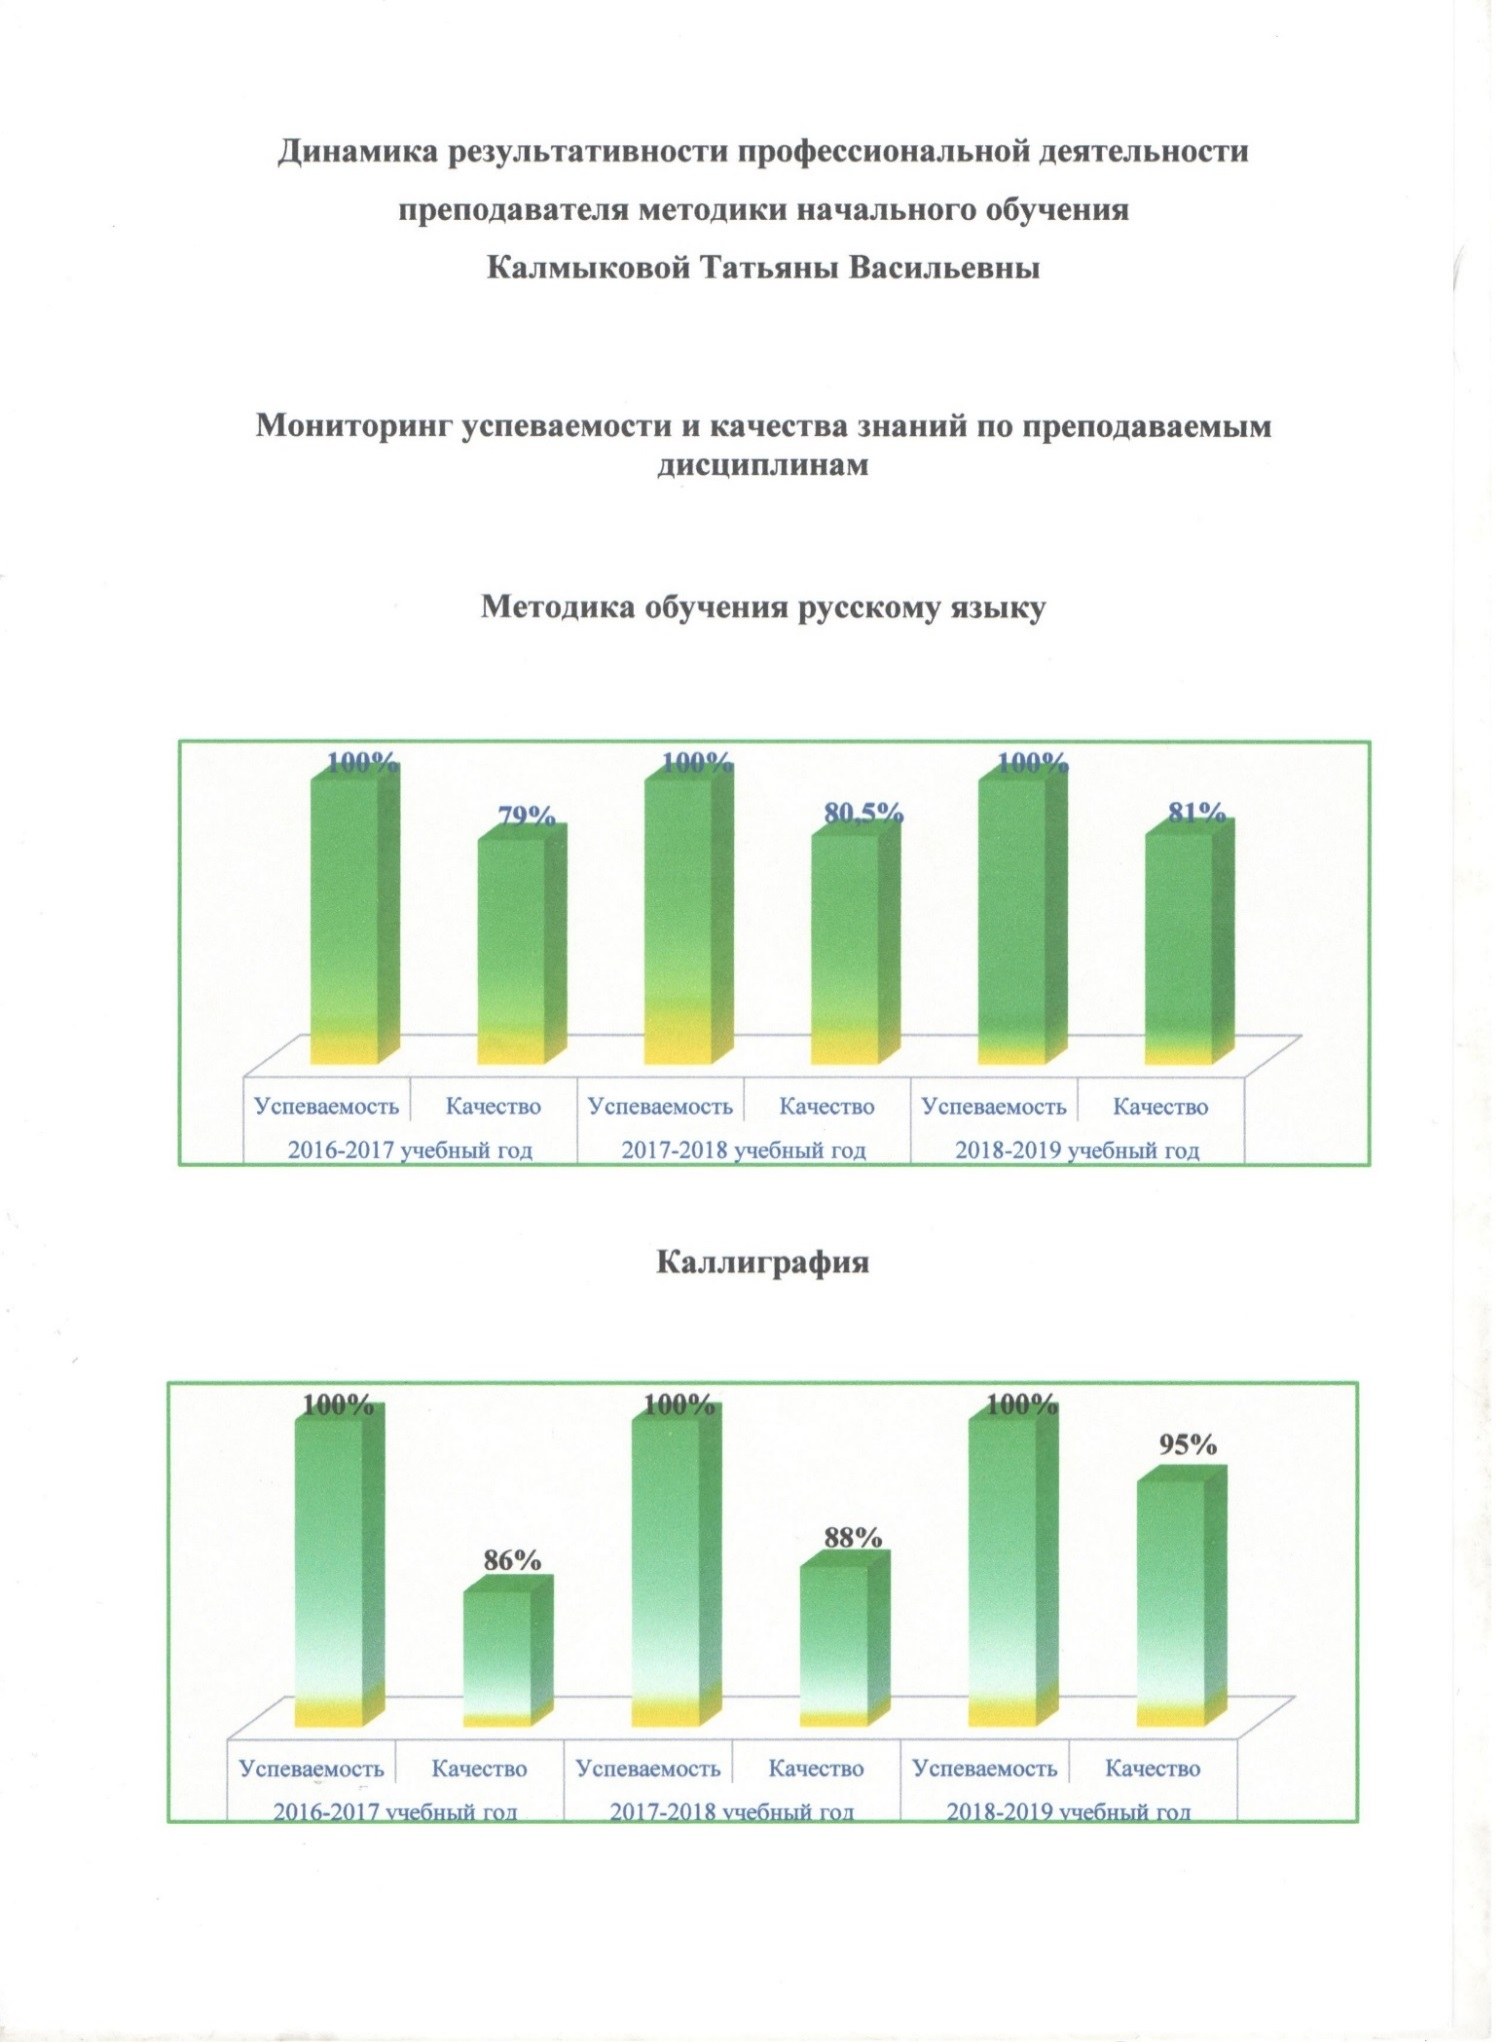 Динамика результативности профессиональной деятельности
преподавателя методики начального обучения
Калмыковой Татьяны Васильевны
Мониторинг успеваемости и качества знаний по преподаваемым
дисциплинам
Методика обучения русскому языку
100% 79% 100% 80,5% 100% 81%
Успеваемость Качество Успеваемость Качество Успеваемость Качество
2016-2017 учебный год 2017-2018 учебный год 2018-2019 учебный год
Каллиграфия
100% 86% 100% 88% 100% 95%
Успеваемость Качество Успеваемость Качество Успеваемость Качество
2016-2017 учебный год 2017-2018 учебный год 2018-2019 учебный год